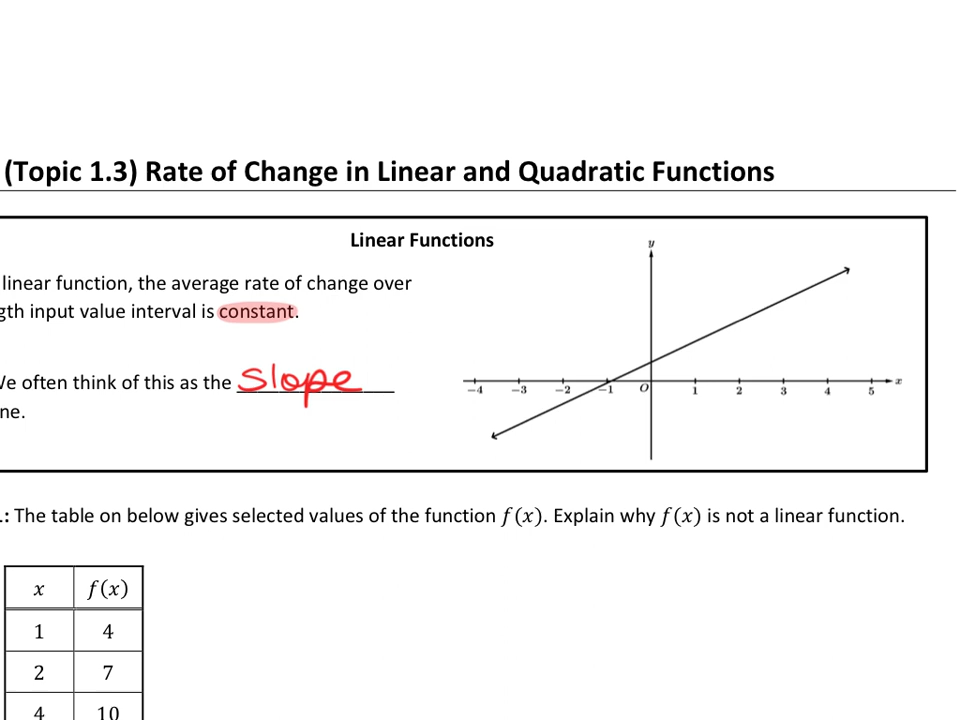 (Topic 1.3) Rate of Change in Linear and Quadratic Functions
Linear Functions
linear function, the average rate of change over
gth input value interval is constant.
We often think of this as the slope
ne.
y
x
-4 -3 -2 -1 O 1 2 3 4 5
.: The table on below gives selected values of the function f(x). Explain why f(x) is not a linear function.
x f(x)
1 4
2 7
4 10